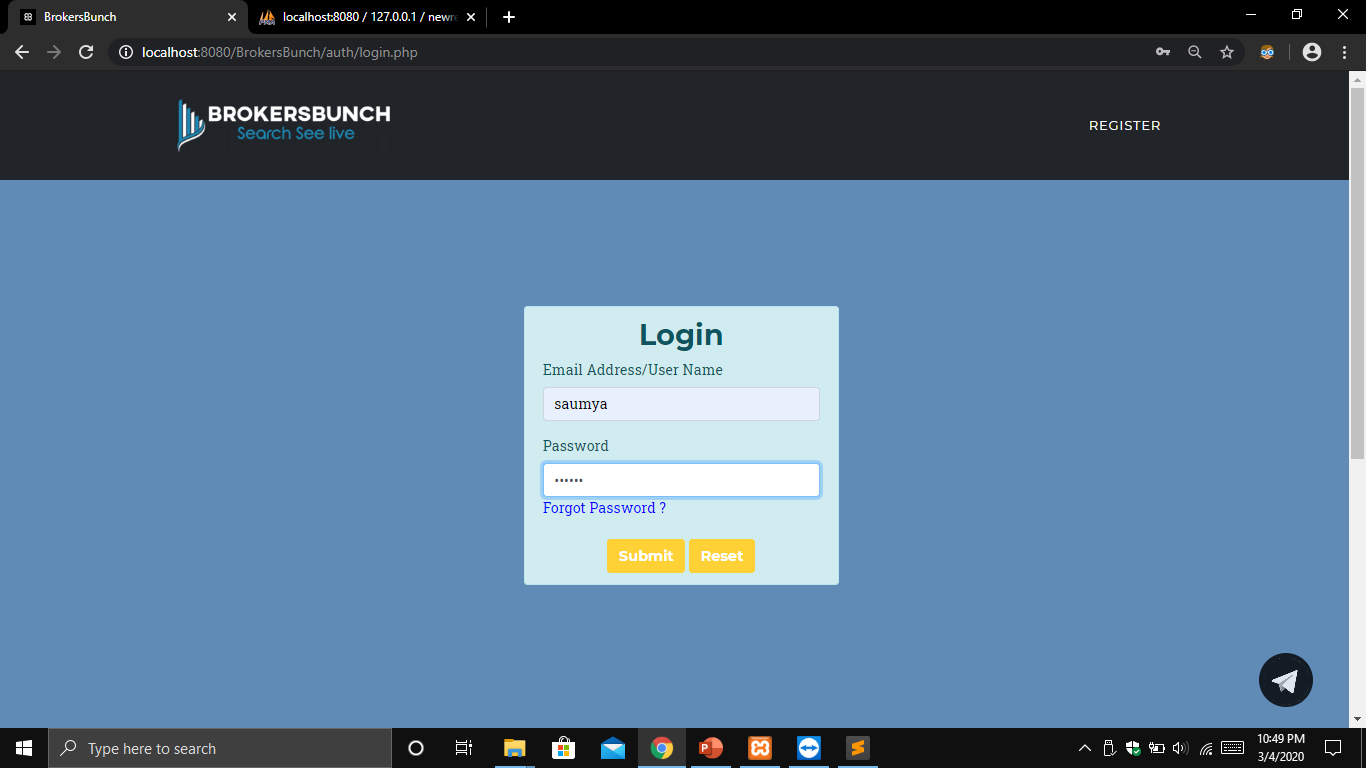 BrokersBunch
localhost:8080 / 127.0.0.1 / newre
localhost:8080/BrokersBunch/auth/login.php
BROKERSBUNCH
Search See live
REGISTER
Login
Email Address/User Name
saumya
Password
••••••
Forgot Password ?
Submit Reset
Type here to search
10:49 PM
3/4/2020